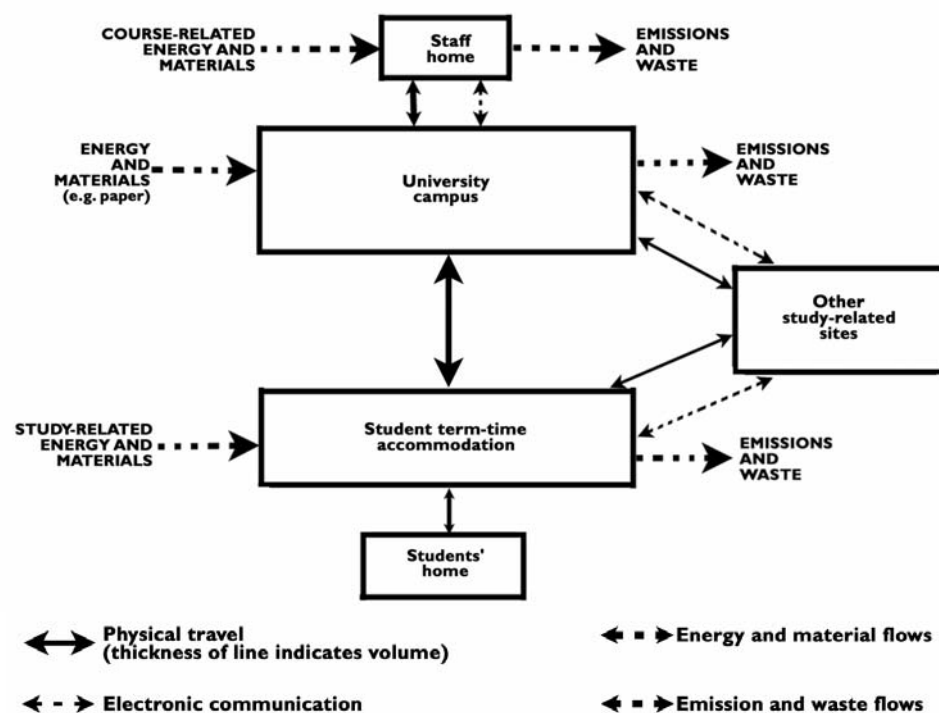 COURSE-RELATED
ENERGY AND
MATERIALS
Staff
home
EMISSIONS
AND
WASTE
ENERGY
AND
MATERIALS
(e.g. paper)
University
campus
EMISSIONS
AND
WASTE
Other
study-related
sites
STUDY-RELATED
ENERGY AND
MATERIALS
Student term-time
accommodation
EMISSIONS
AND
WASTE
Students'
home
Physical travel
(thickness of line indicates volume)
Energy and material flows
Electronic communication
Emission and waste flows